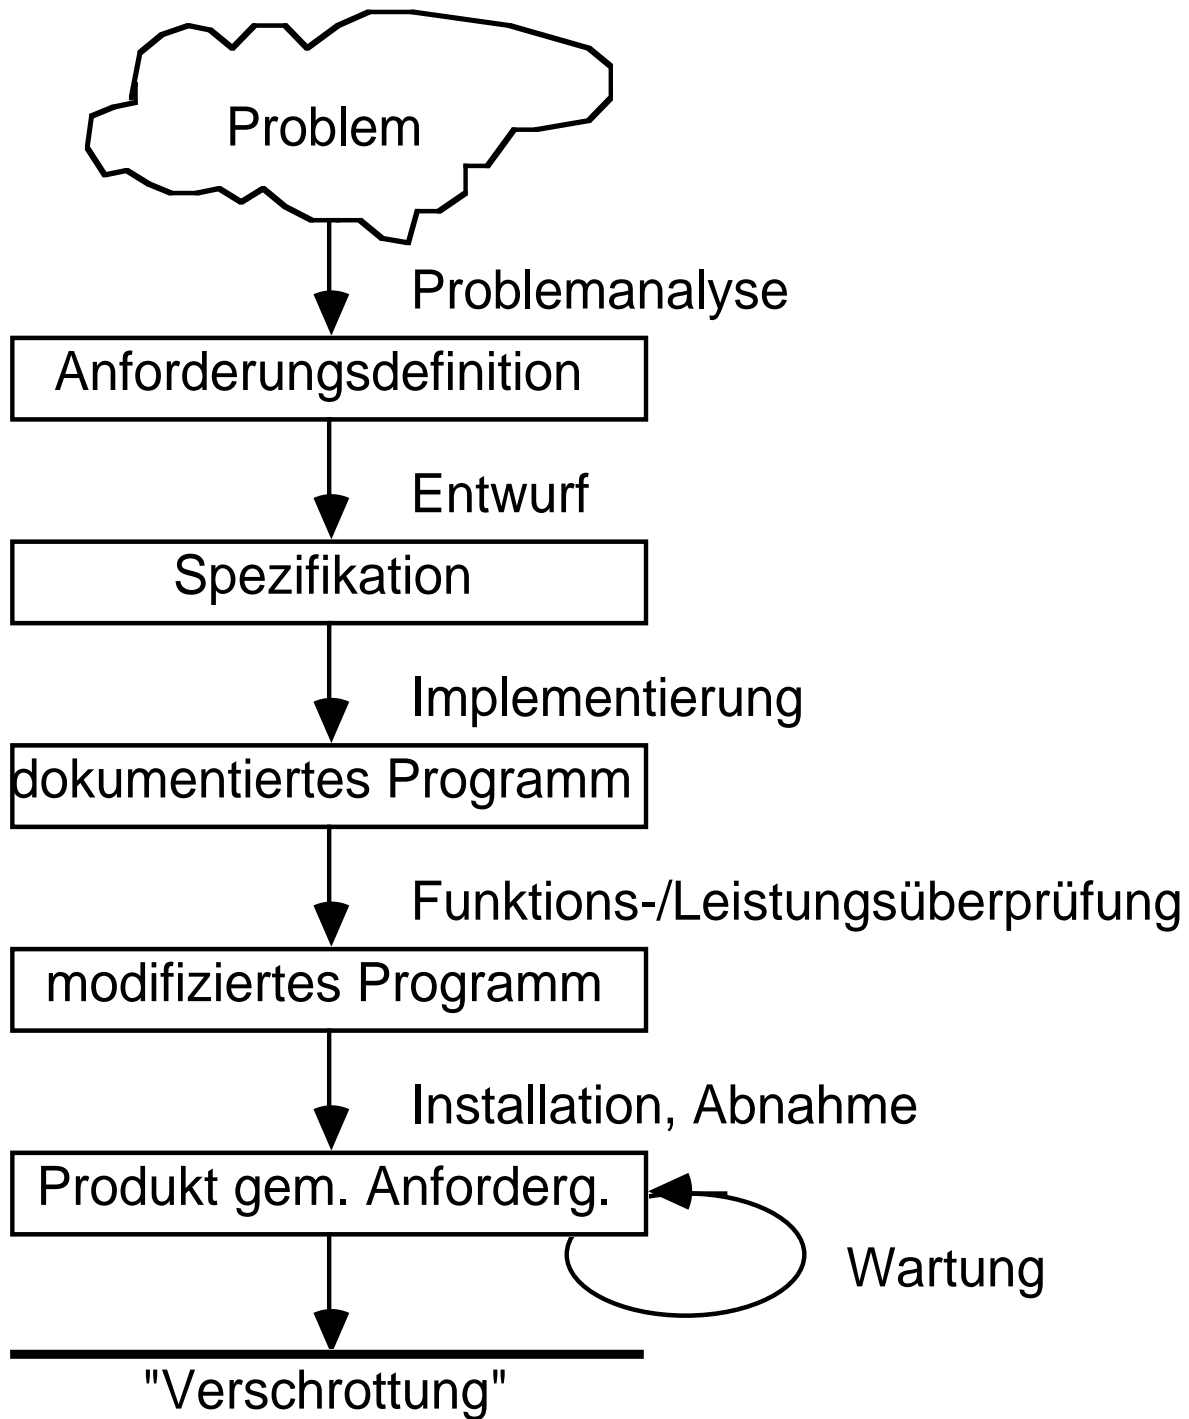 Problem
Problemanalyse
Anforderungsdefinition
Entwurf
Spezifikation
Implementierung
dokumentiertes Programm
Funktions-/Leistungsüberprüfung
modifiziertes Programm
Installation, Abnahme
Produkt gem. Anforderg.
Wartung
"Verschrottung"